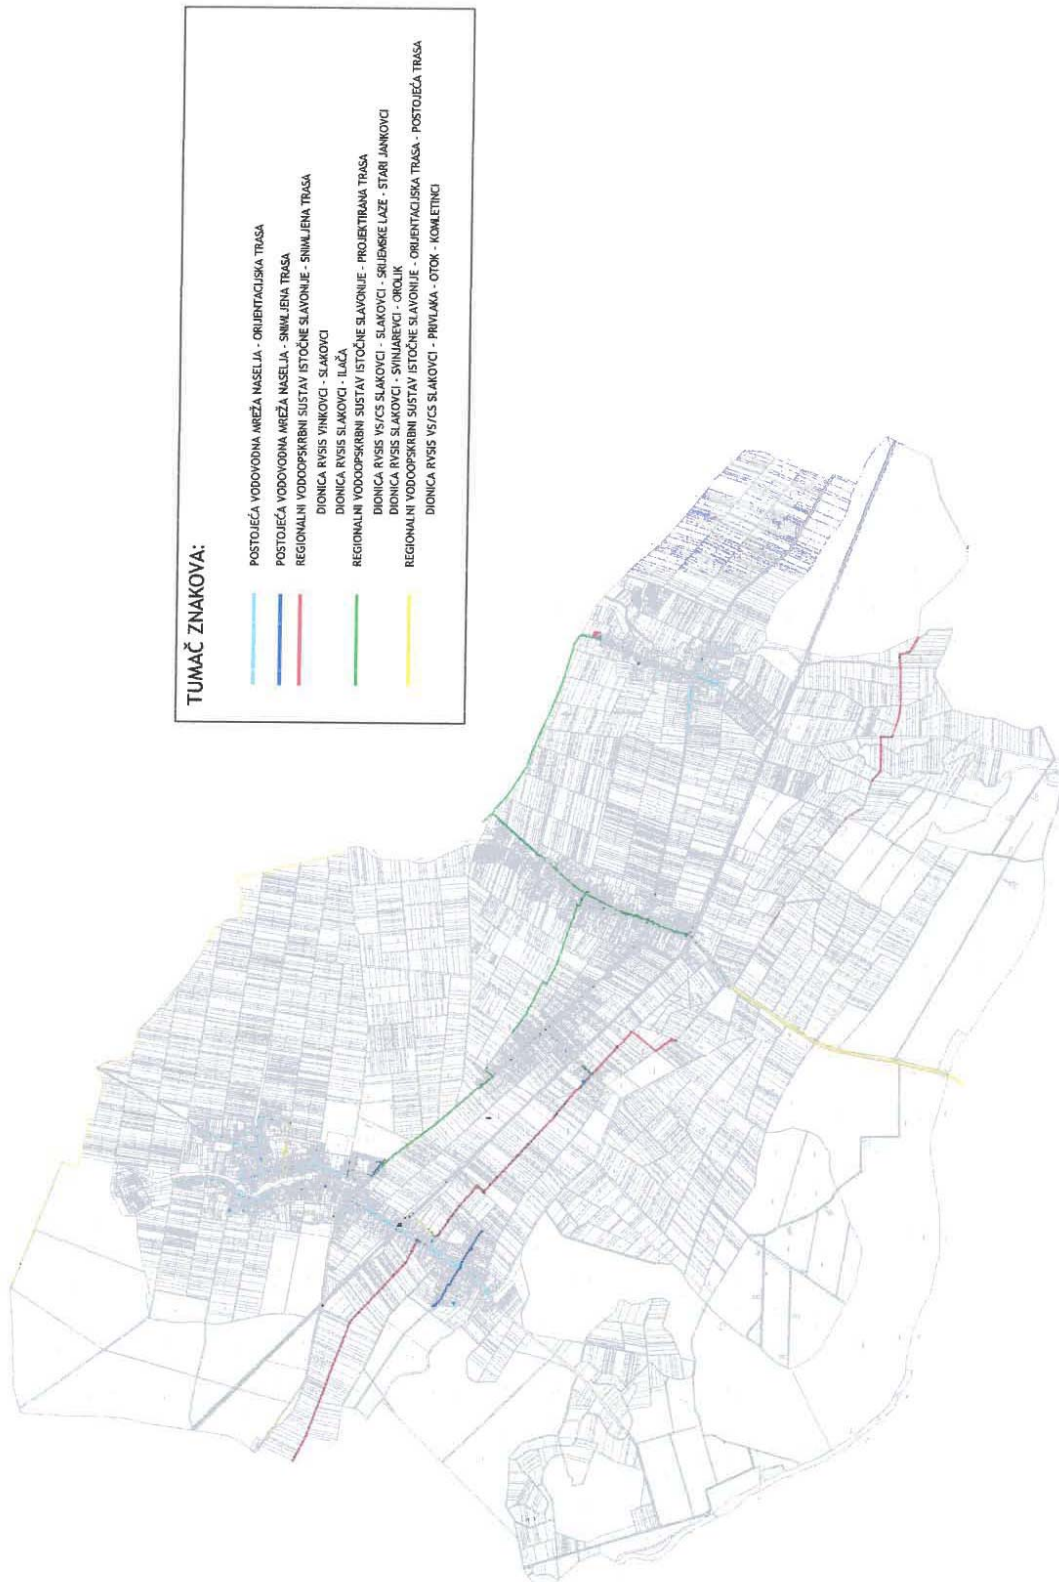 TUMAČ ZNAKOVA:
POSTOJEĆA VODOVODNA MREŽA NASELJA - ORIJENTACIJSKA TRASA
POSTOJEĆA VODOVODNA MREŽA NASELJA - SNIMLJENA TRASA
REGIONALNI VODOOPSKRBNI SUSTAV ISTOČNE SLAVONIJE - SNIMLJENA TRASA
DIONICA RVSIS VINKOVCI - SLAKOVCI
DIONICA RVSIS SLAKOVCI - ILAČA
REGIONALNI VODOOPSKRBNI SUSTAV ISTOČNE SLAVONIJE - PROJEKTIRANA TRASA
DIONICA RVSIS VS/CS SLAKOVCI - SLAKOVCI - SRIJEMSKE LAZE - STARI JANKOVCI
DIONICA RVSIS SLAKOVCI - SVINJAREVCI - OROLIK
REGIONALNI VODOOPSKRBNI SUSTAV ISTOČNE SLAVONIJE - ORIJENTACIJSKA TRASA - POSTOJEĆA TRASA
DIONICA RVSIS VS/CS SLAKOVCI - PRIVLAKA - OTOK - KOMLETINCI